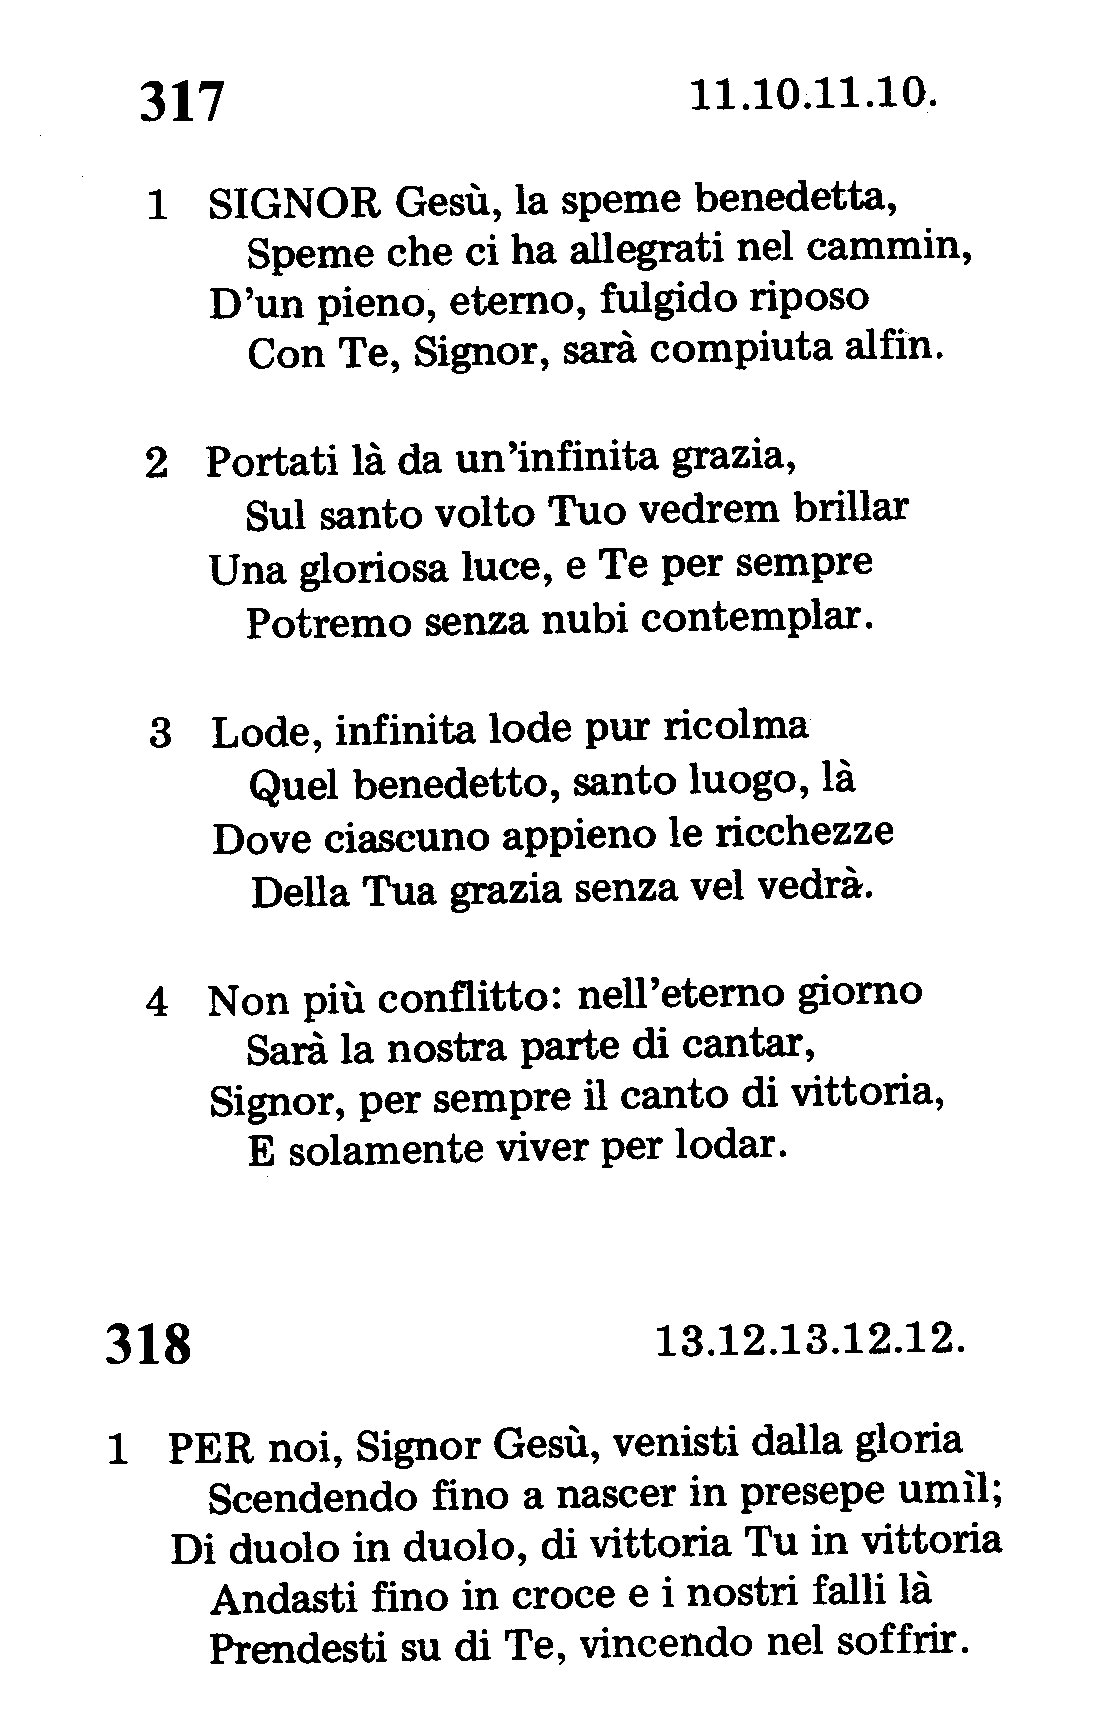 317 11.10.11.10.
1 SIGNOR Gesù, la speme benedetta,
Speme che ci ha allegrati nel cammin,
D'un pieno, eterno, fulgido riposo
Con Te, Signor, sarà compiuta alfin.
2 Portati là da un'infinita grazia,
Sul santo volto Tuo vedrem brillar
Una gloriosa luce, e Te per sempre
Potremo senza nubi contemplar.
3 Lode, infinita lode pur ricolma
Quel benedetto, santo luogo, là
Dove ciascuno appieno le ricchezze
Della Tua grazia senza vel vedrà.
4 Non più conflitto: nell'eterno giorno
Sarà la nostra parte di cantar,
Signor, per sempre il canto di vittoria,
E solamente viver per lodar.
318 13.12.13.12.12.
1 PER noi, Signor Gesù, venisti dalla gloria
Scendendo fino a nascer in presepe umìl;
Di duolo in duolo, di vittoria Tu in vittoria
Andasti fino in croce e i nostri falli là
Prendesti su di Te, vincendo nel soffrir.